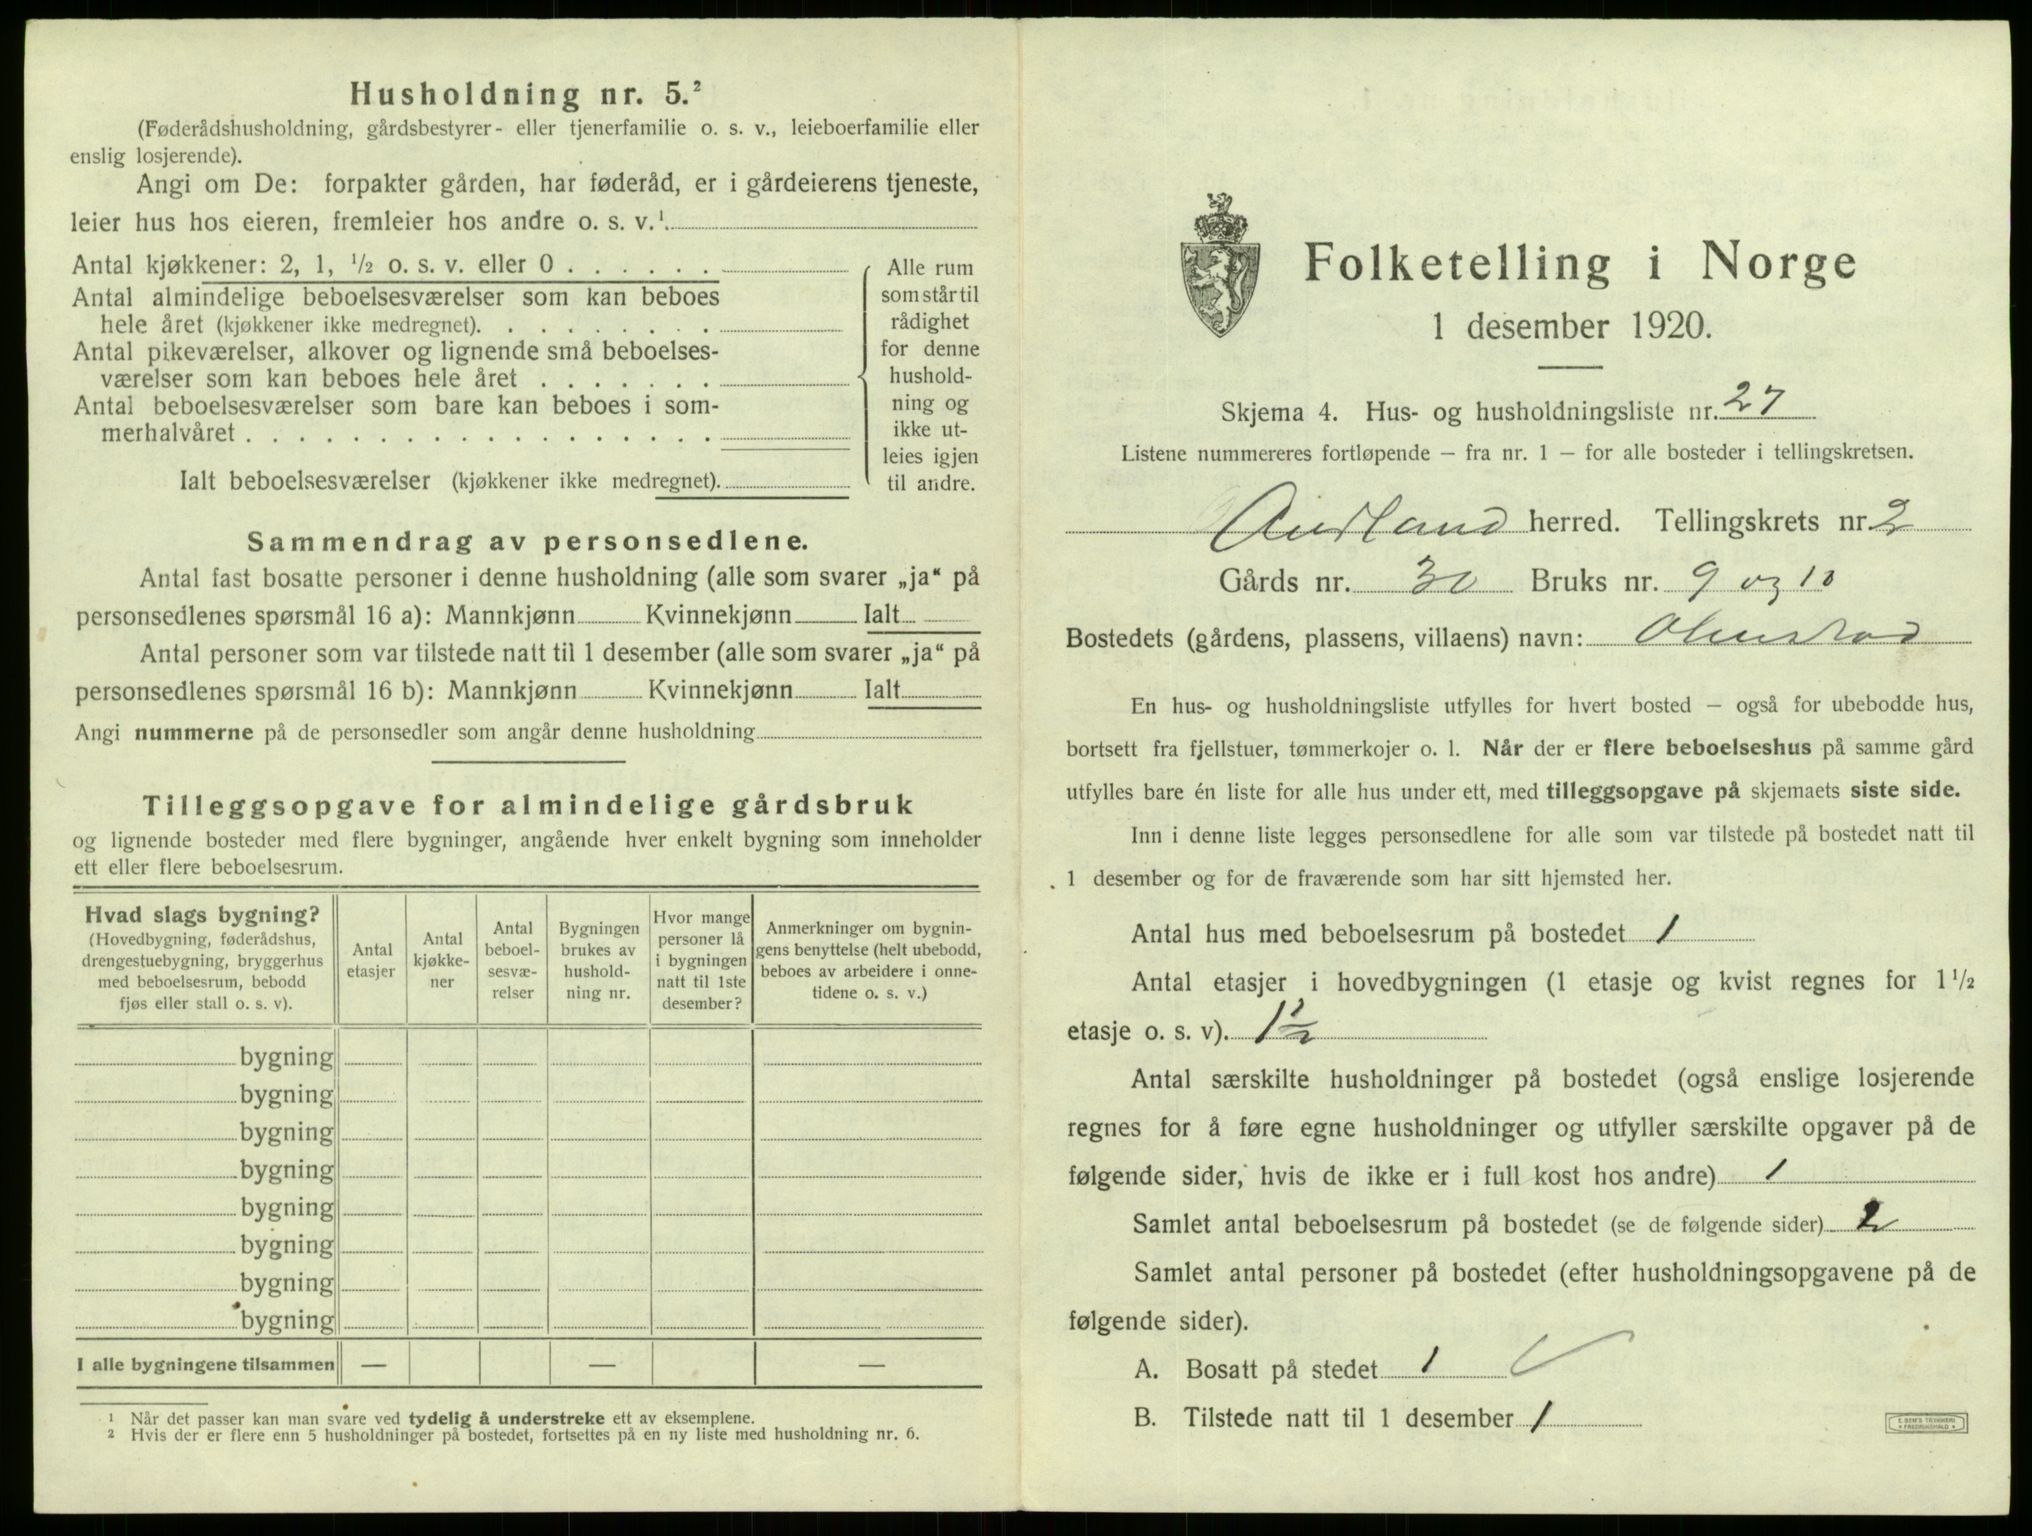 Husholdning nr. 5.²
(Føderådshusholdning, gårdsbestyrer- eller tjenerfamilie o. s. v., leieboerfamilie eller
enslig losjerende).
Angi om De: forpakter gården, har føderåd, er i gårdeierens tjeneste,
leier hus hos eieren, fremleier hos andre o. s. v.¹
Antal kjøkkener: 2, 1, ½ o. s. v. eller 0 . . . . . .
Antal almindelige beboelsesværelser som kan beboes
hele året (kjøkkener ikke medregnet). . . . . . . . .
Antal pikeværelser, alkover og lignende små beboelses-
værelser som kan beboes hele året . . . . . . .
Antal beboelsesværelser som bare kan beboes i som-
merhalvåret . . . . . . . . . . . . . . . . . .
Ialt beboelsesværelser (kjøkkener ikke medregnet).
Alle rum
som står til
rådighet
for denne
hushold-
ning og
ikke ut-
leies igjen
til andre.
Sammendrag av personsedlene.
Antal fast bosatte personer i denne husholdning (alle som svarer „ja“ på
personsedlenes spørsmål 16 a): Mannkjønn Kvinnekjønn Ialt
Antal personer som var tilstede natt til 1 desember (alle som svarer „ja“ på
personsedlenes spørsmål 16 b): Mannkjønn Kvinnekjønn Ialt
Angi nummerne på de personsedler som angår denne husholdning
Tilleggsopgave for almindelige gårdsbruk
og lignende bosteder med flere bygninger, angående hver enkelt bygning som inneholder
ett eller flere beboelsesrum.
Hvad slags bygning?
(Hovedbygning, føderådshus,
drengestuebygning, bryggerhus
med beboelsesrum, bebodd
fjøs eller stall o. s. v).
Antal
etasjer
Antal
kjøkke-
ner
Antal
beboel-
sesvæ-
relser
Bygningen
brukes av
hushold-
ning nr.
Hvor mange
personer lå
i bygningen
natt til 1ste
desember?
Anmerkninger om bygnin-
gens benyttelse (helt ubebodd,
beboes av arbeidere i onne-
tidene o. s. v.)
bygning
bygning
bygning
bygning
bygning
bygning
bygning
bygning
I alle bygningene tilsammen — — —
¹ Når det passer kan man svare ved tydelig å understreke ett av eksemplene.
² Hvis der er flere enn 5 husholdninger på bostedet, fortsettes på en ny liste med husholdning nr. 6.
Folketelling i Norge
1 desember 1920.
Skjema 4. Hus- og husholdningsliste nr. 27
Listene nummereres fortløpende – fra nr. 1 – for alle bosteder i tellingskretsen.
Aurland herred. Tellingskrets nr. 2
Gårds nr. 30 Bruks nr. 9 og 10
Bostedets (gårdens, plassens, villaens) navn:
En hus- og husholdningsliste utfylles for hvert bosted – også for ubebodde hus,
bortsett fra fjellstuer, tømmerkojer o. l. Når der er flere beboelseshus på samme gård
utfylles bare én liste for alle hus under ett, med tilleggsopgave på skjemaets siste side.
Inn i denne liste legges personsedlene for alle som var tilstede på bostedet natt til
1 desember og for de fraværende som har sitt hjemsted her.
Antal hus med beboelsesrum på bostedet 1
Antal etasjer i hovedbygningen (1 etasje og kvist regnes for 1½
etasje o. s. v). 1½
Antal særskilte husholdninger på bostedet (også enslige losjerende
regnes for å føre egne husholdninger og utfyller særskilte opgaver på de
følgende sider, hvis de ikke er i full kost hos andre) 1
Samlet antal beboelsesrum på bostedet (se de følgende sider) 2
Samlet antal personer på bostedet (efter husholdningsopgavene på de
følgende sider).
A. Bosatt på stedet 1
B. Tilstede natt til 1 desember 1